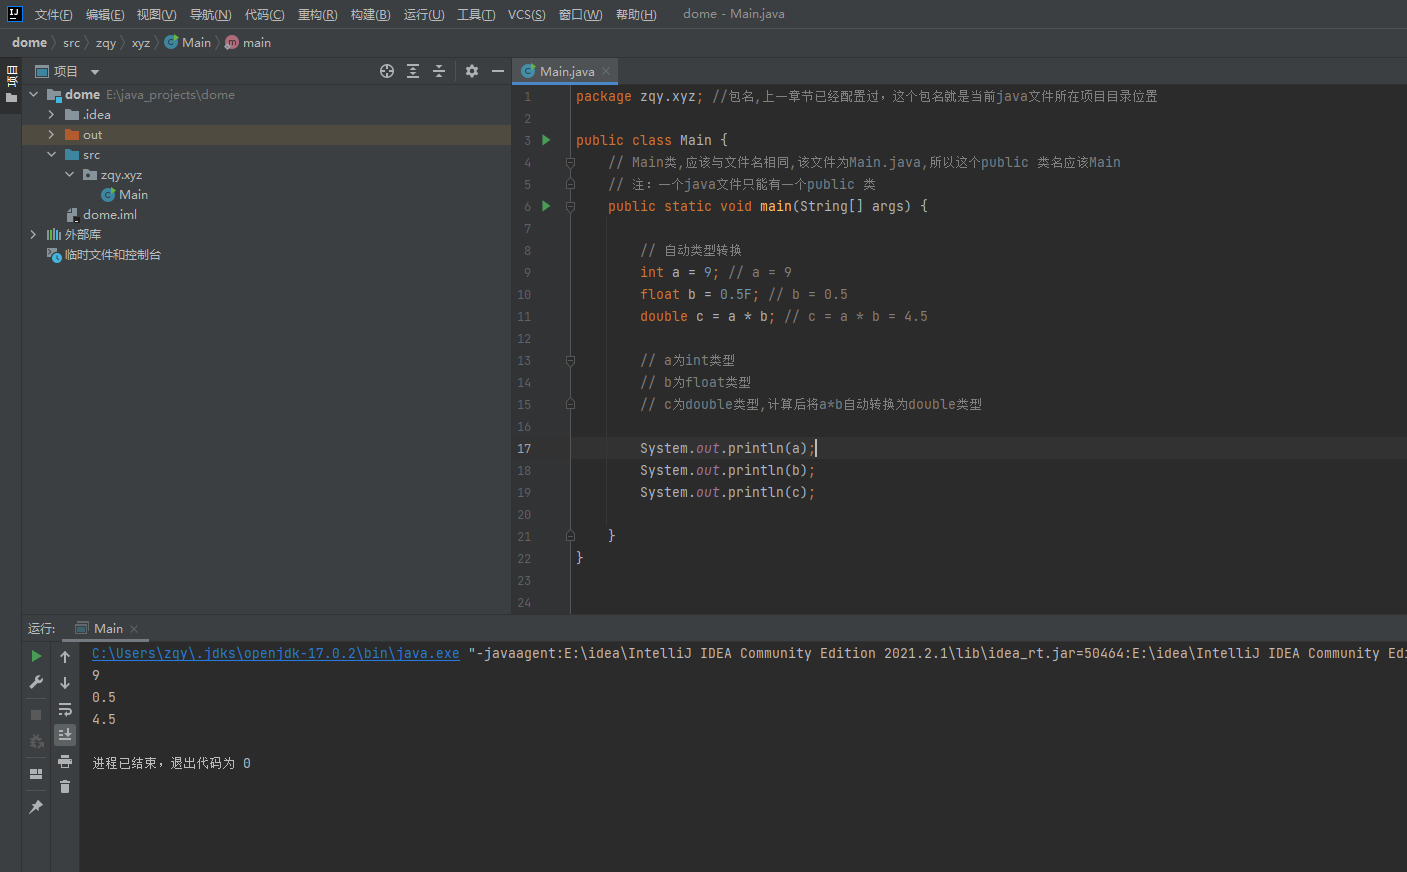 文件(F) 编辑(E) 视图(V) 导航(N) 代码(C) 重构(R) 构建(B) 运行(U) 工具(T) VCS(S) 窗口(W) 帮助(H) dome - Main.java
dome src zqy xyz Main main
项目
项目
Main.java
dome E:\java_projects\dome
.idea
out
src
zqy.xyz
Main
dome.iml
外部库
临时文件和控制台
1 package zqy.xyz; //包名,上一章节已经配置过，这个包名就是当前java文件所在项目目录位置
2
3 public class Main {
4 // Main类,应该与文件名相同,该文件为Main.java,所以这个public 类名应该Main
5 // 注：一个java文件只能有一个public 类
6 public static void main(String[] args) {
7
8 // 自动类型转换
9 int a = 9; // a = 9
10 float b = 0.5F; // b = 0.5
11 double c = a * b; // c = a * b = 4.5
12
13 // a为int类型
14 // b为float类型
15 // c为double类型,计算后将a*b自动转换为double类型
16
17 System.out.println(a);
18 System.out.println(b);
19 System.out.println(c);
20
21 }
22 }
23
24
运行: Main
C:\Users\zqy\.jdks\openjdk-17.0.2\bin\java.exe "-javaagent:E:\idea\IntelliJ IDEA Community Edition 2021.2.1\lib\idea_rt.jar=50464:E:\idea\IntelliJ IDEA Community Edi
9
0.5
4.5
进程已结束，退出代码为 0